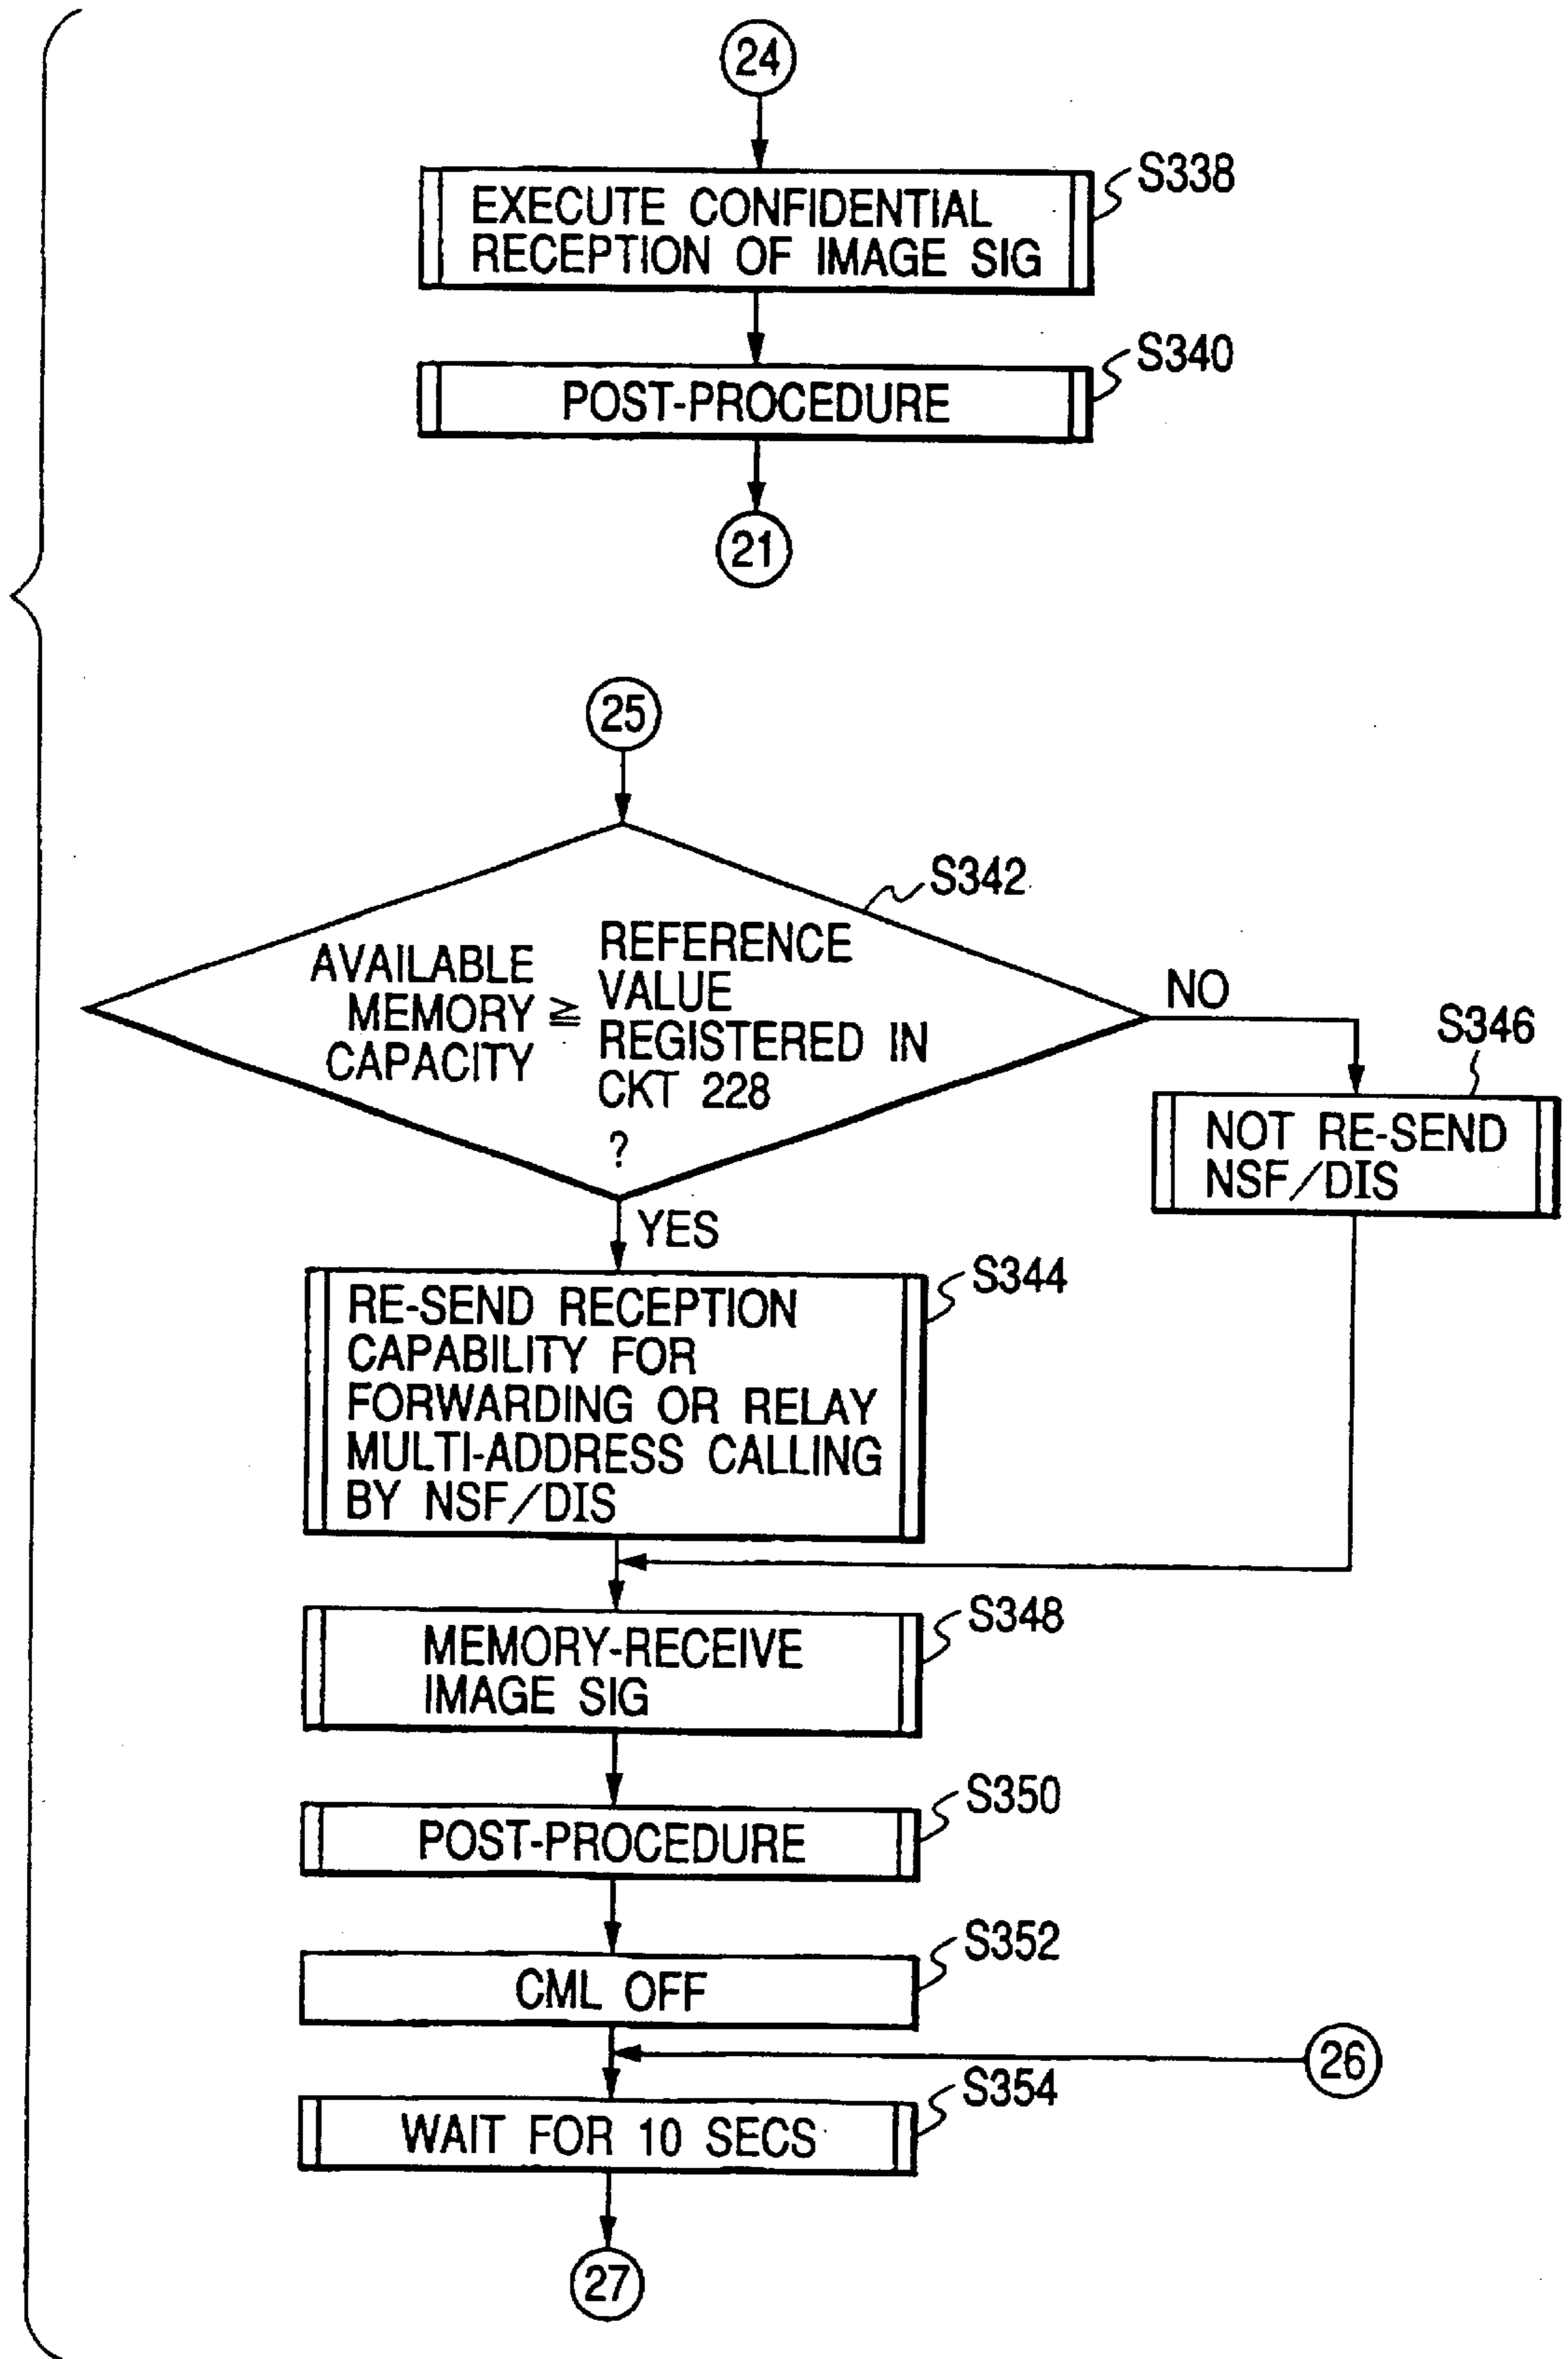 24
S338
EXECUTE CONFIDENTIAL
RECEPTION OF IMAGE SIG
S340
POST-PROCEDURE
21
25
S342
AVAILABLE
MEMORY
CAPACITY
≧
REFERENCE
VALUE
REGISTERED IN
CKT 228
?
NO
S346
NOT RE-SEND
NSF/DIS
YES
S344
RE-SEND RECEPTION
CAPABILITY FOR
FORWARDING OR RELAY
MULTI-ADDRESS CALLING
BY NSF/DIS
S348
MEMORY-RECEIVE
IMAGE SIG
S350
POST-PROCEDURE
S352
CML OFF
26
S354
WAIT FOR 10 SECS
27